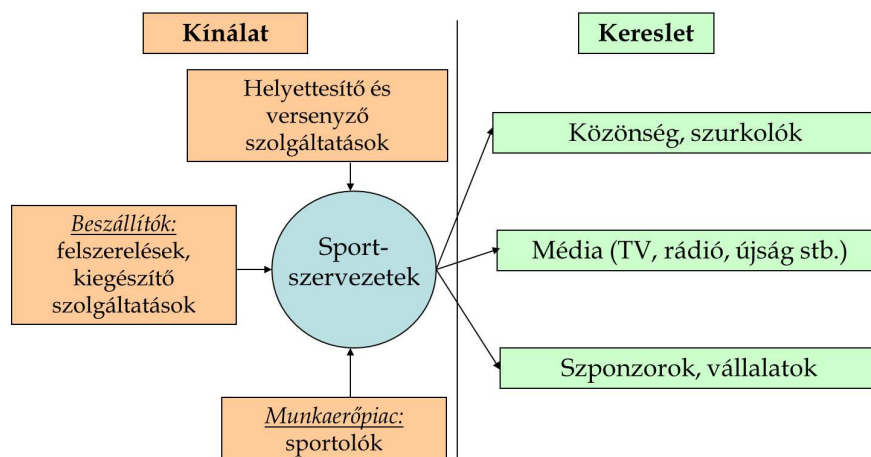 Kínálat
Kereslet
Helyettesítő és
versenyző
szolgáltatások
Közönség, szurkolók
Beszállítók:
felszerelések,
kiegészítő
szolgáltatások
Sport-
szervezetek
Média (TV, rádió, újság stb.)
Szponzorok, vállalatok
Munkaerőpiac:
sportolók